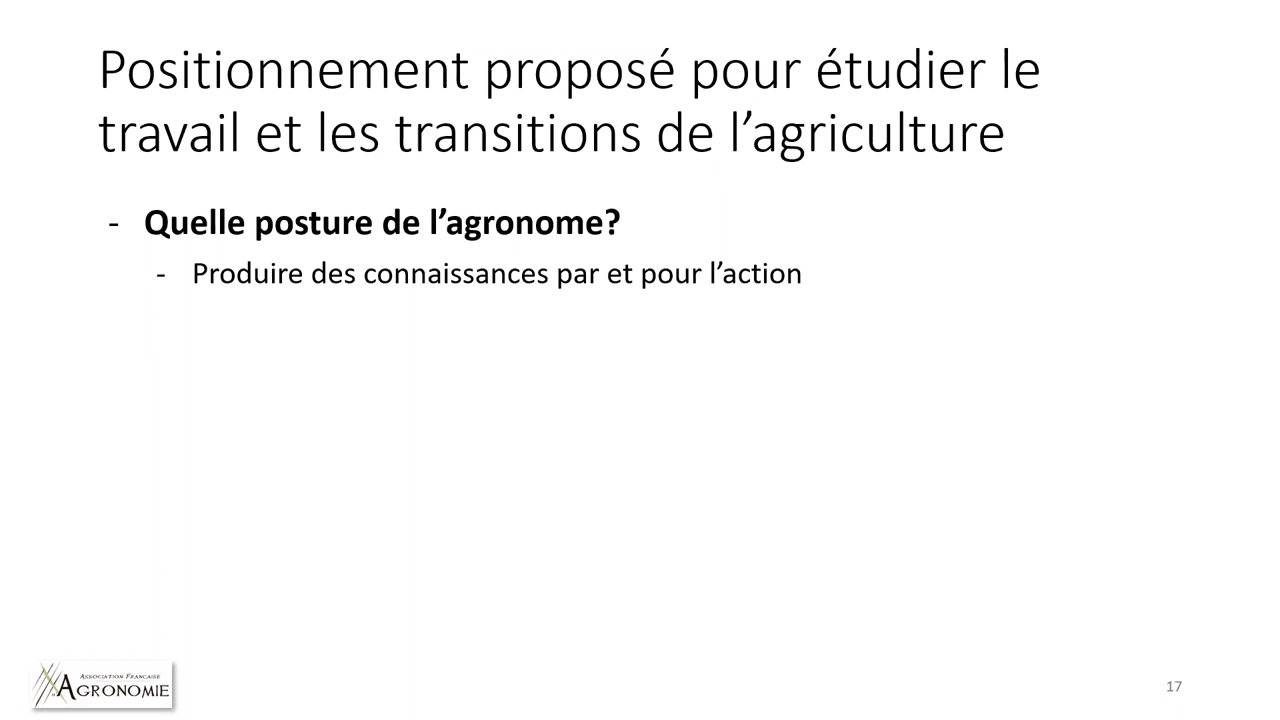 Positionnement proposé pour étudier le
travail et les transitions de l’agriculture
- Quelle posture de l’agronome?
- Produire des connaissances par et pour l’action
Association Française
Agronomie
17